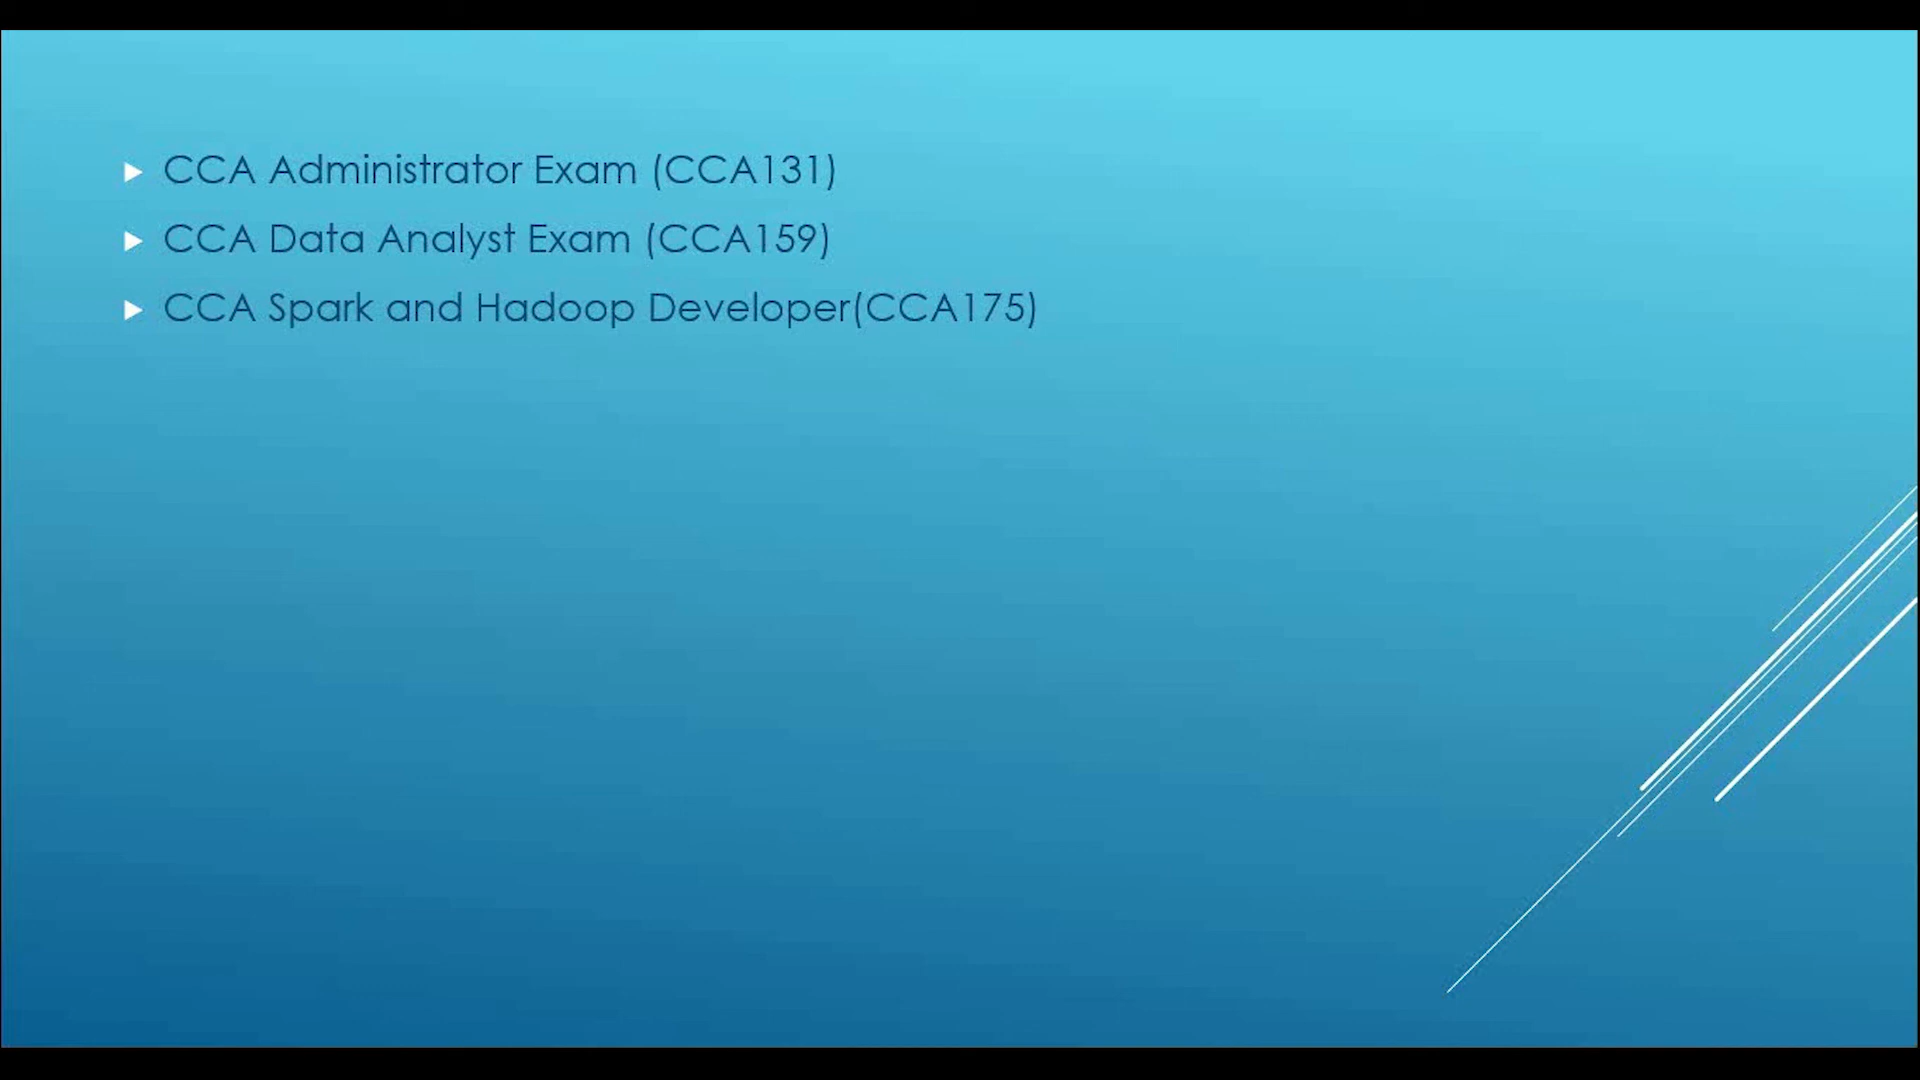 CCA Administrator Exam (CCA131)
CCA Data Analyst Exam (CCA159)
CCA Spark and Hadoop Developer(CCA175)